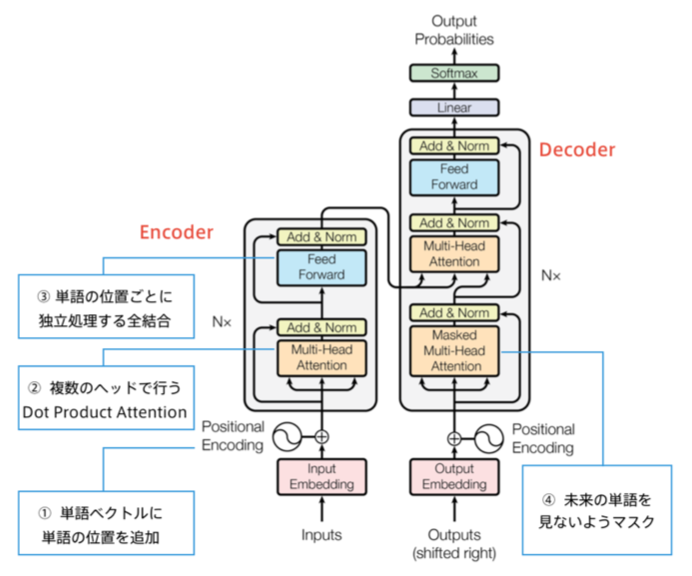 Output
Probabilities
Softmax
Linear
Add & Norm
Feed
Forward
Add & Norm
Multi-Head
Attention
Add & Norm
Masked
Multi-Head
Attention
Decoder
N×
Encoder
Add & Norm
Feed
Forward
Add & Norm
Multi-Head
Attention
N×
③ 単語の位置ごとに
独立処理する全結合
② 複数のヘッドで行う
Dot Product Attention
Positional
Encoding
① 単語ベクトルに
単語の位置を追加
Input
Embedding
Inputs
Output
Embedding
Outputs
(shifted right)
Positional
Encoding
④ 未来の単語を
見ないようマスク